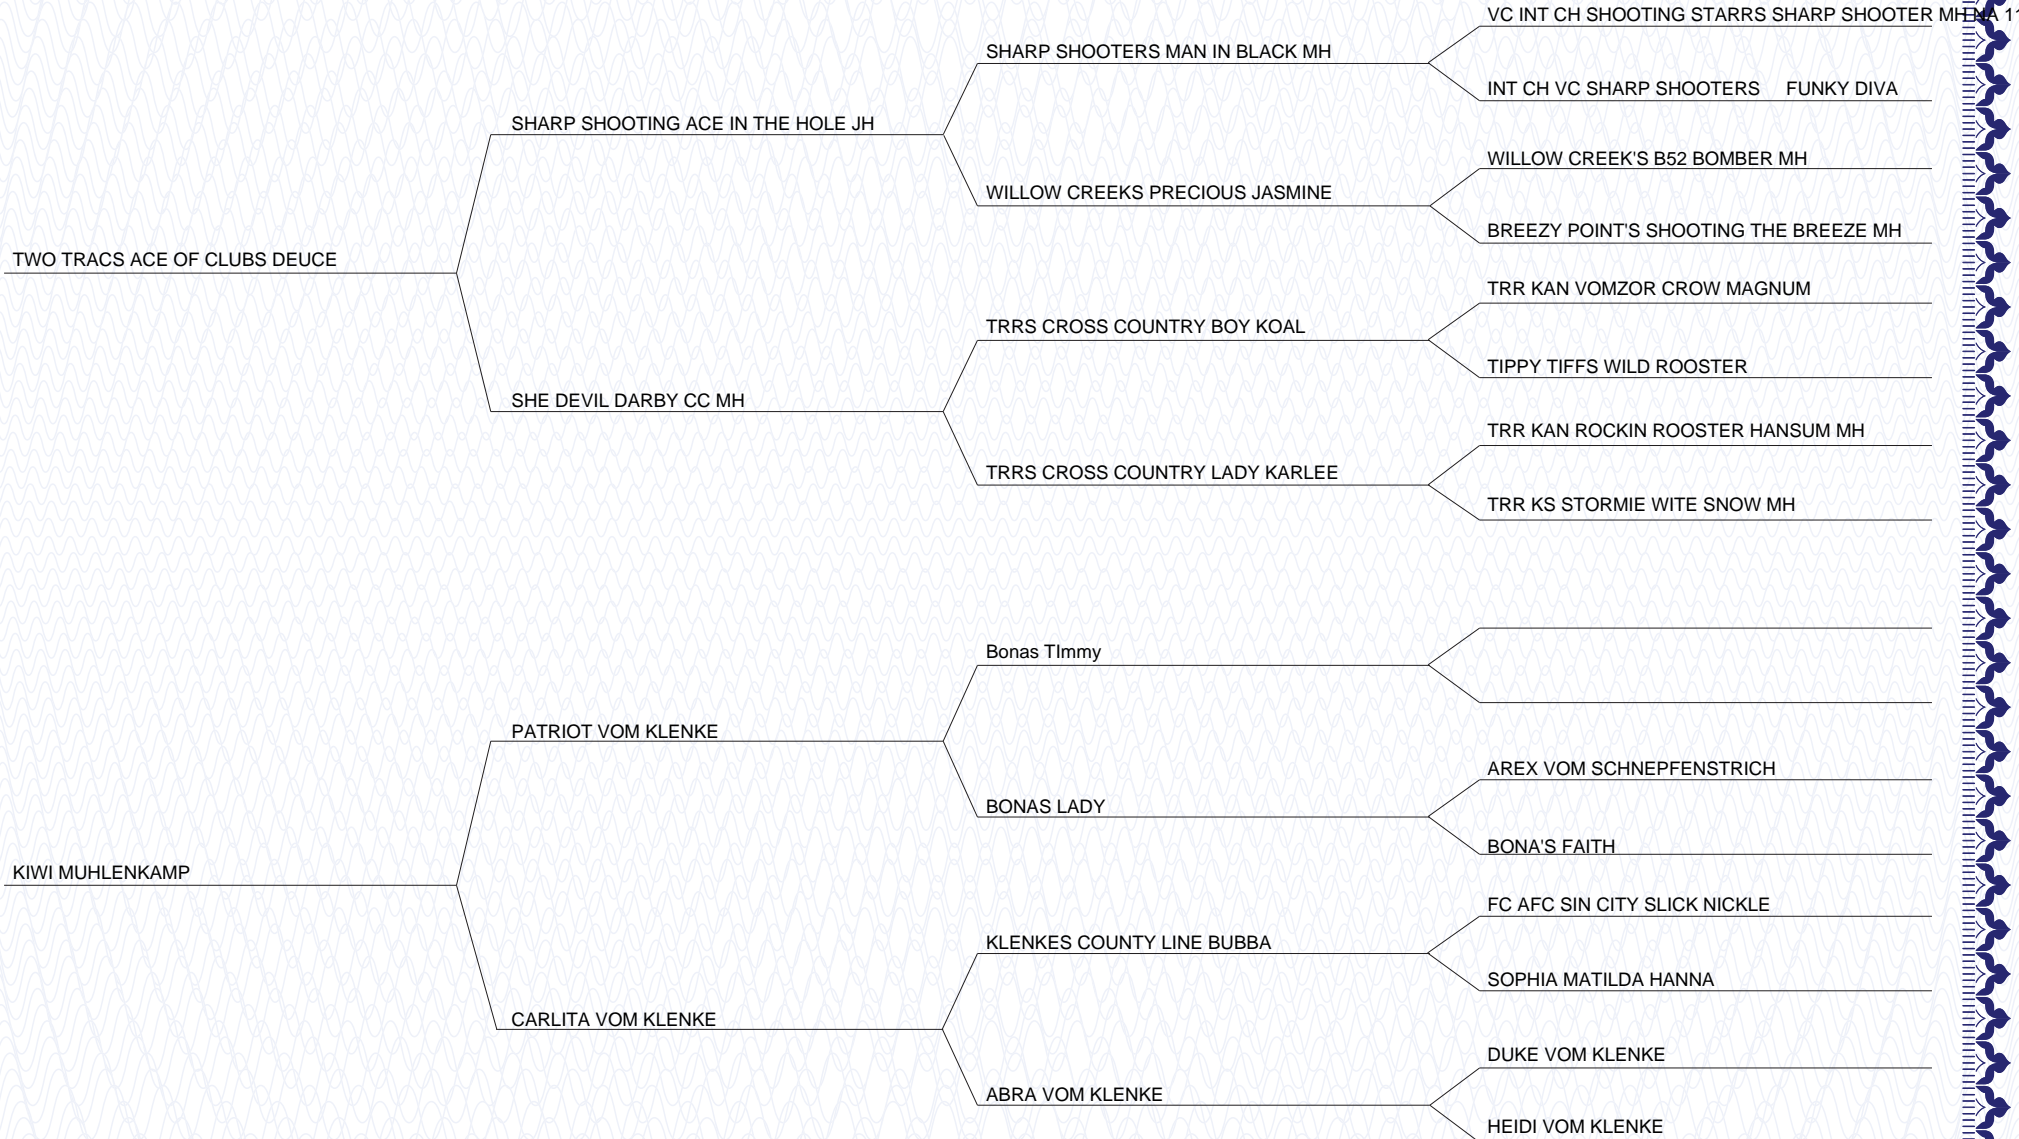 VC INT CH SHOOTING STARRS SHARP SHOOTER MH NA 11
SHARP SHOOTERS MAN IN BLACK MH
INT CH VC SHARP SHOOTERS FUNKY DIVA
SHARP SHOOTING ACE IN THE HOLE JH
WILLOW CREEK'S B52 BOMBER MH
WILLOW CREEKS PRECIOUS JASMINE
BREEZY POINT'S SHOOTING THE BREEZE MH
TWO TRACS ACE OF CLUBS DEUCE
TRR KAN VOMZOR CROW MAGNUM
TRRS CROSS COUNTRY BOY KOAL
TIPPY TIFFS WILD ROOSTER
SHE DEVIL DARBY CC MH
TRR KAN ROCKIN ROOSTER HANSUM MH
TRRS CROSS COUNTRY LADY KARLEE
TRR KS STORMIE WITE SNOW MH
Bonas TImmy
PATRIOT VOM KLENKE
AREX VOM SCHNEPFENSTRICH
BONAS LADY
BONA'S FAITH
KIWI MUHLENKAMP
FC AFC SIN CITY SLICK NICKLE
KLENKES COUNTY LINE BUBBA
SOPHIA MATILDA HANNA
CARLITA VOM KLENKE
DUKE VOM KLENKE
ABRA VOM KLENKE
HEIDI VOM KLENKE